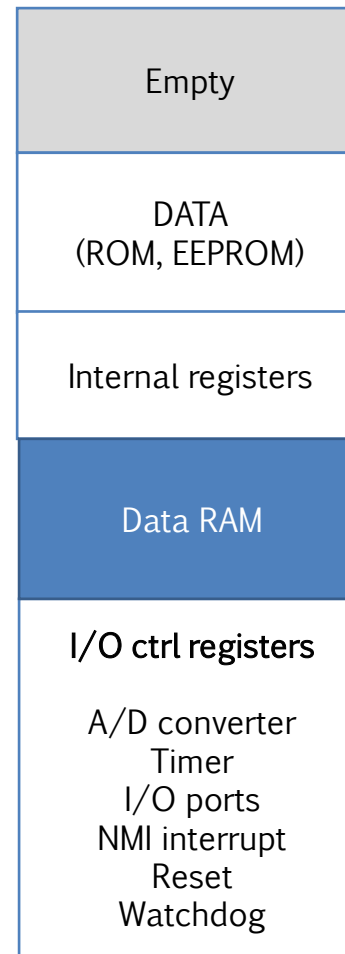 Empty
DATA
(ROM, EEPROM)
Internal registers
Data RAM
I/O ctrl registers
A/D converter
Timer
I/O ports
NMI interrupt
Reset
Watchdog